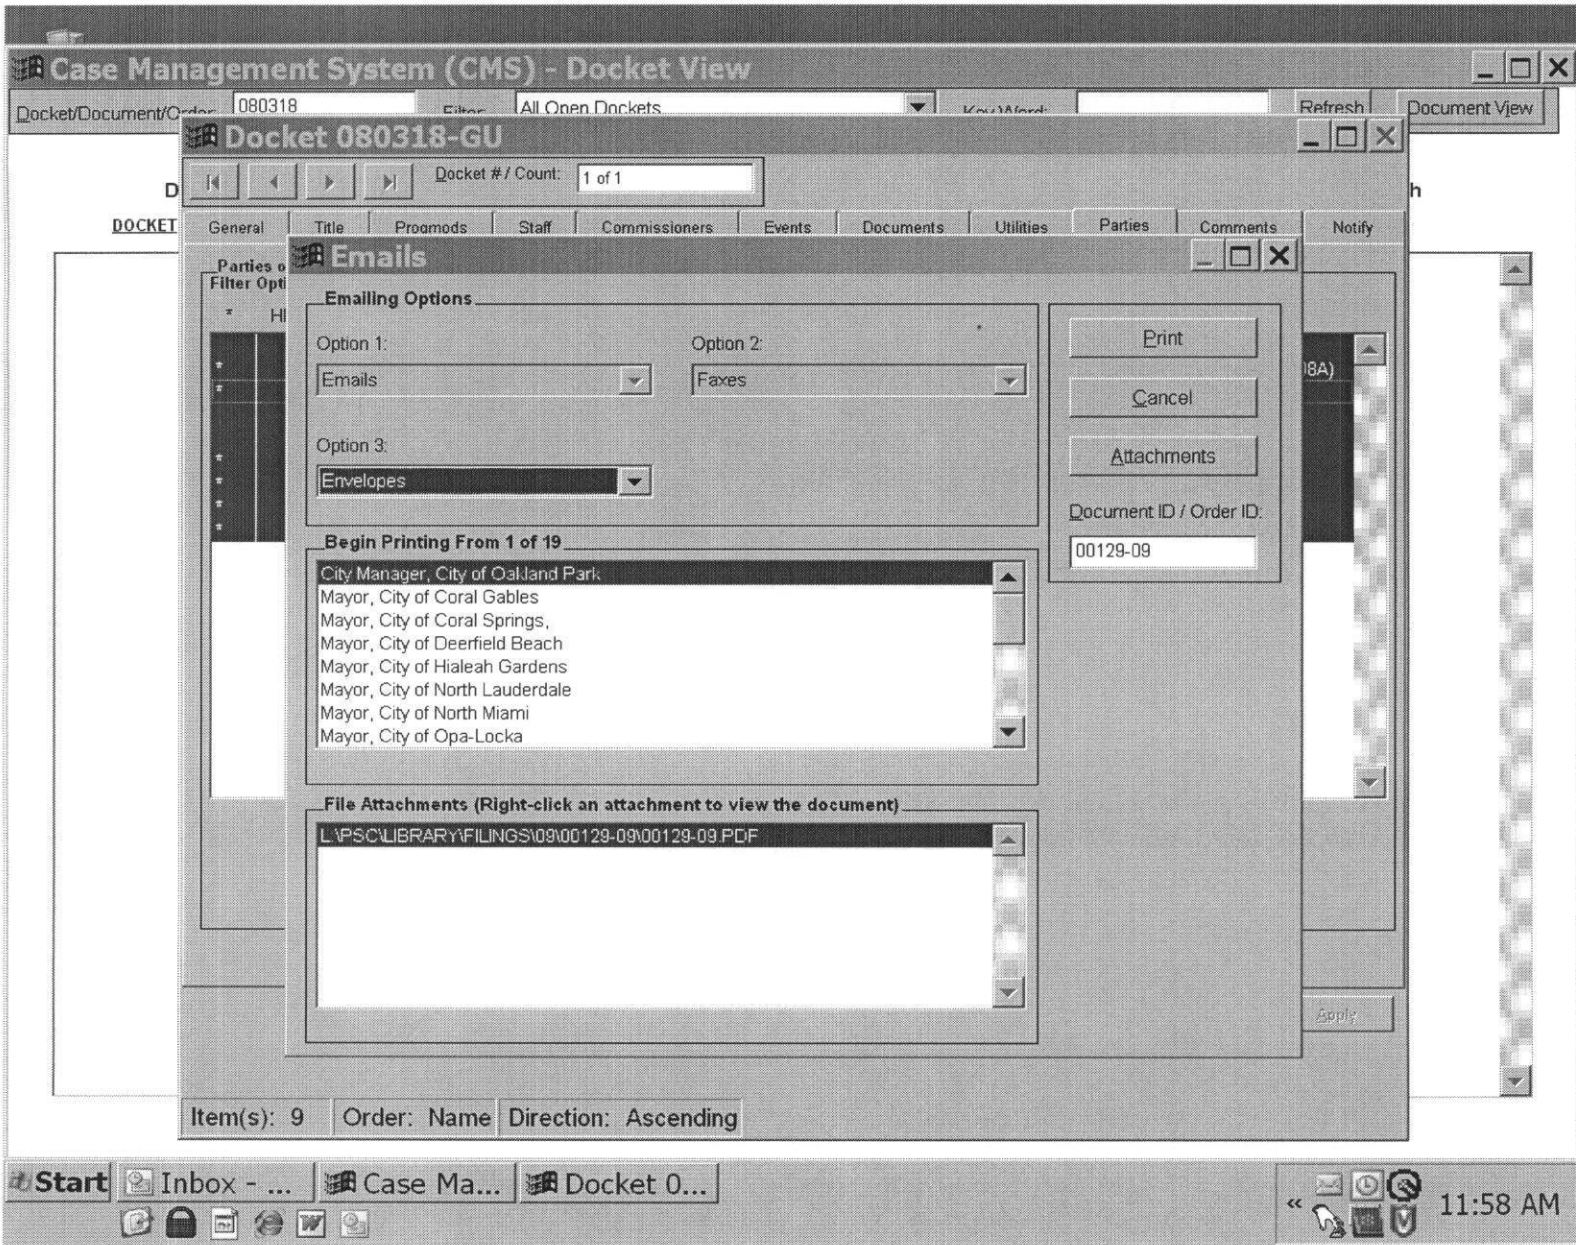 Case Management System (CMS) - Docket View
Docket/Document/Order: 080318 Filter: All Open Dockets Key Word: Refresh Document View
Docket 080318-GU
Docket # / Count: 1 of 1
D h
DOCKET General Title Progmods Staff Commissioners Events Documents Utilities Parties Comments Notify
Emails
Parties o
Filter Opti
* HI
Emailing Options
Option 1: Option 2: Print
Emails Faxes 8A)
Cancel
Option 3: Attachments
Envelopes
Document ID / Order ID:
00129-09
Begin Printing From 1 of 19
City Manager, City of Oakland Park
Mayor, City of Coral Gables
Mayor, City of Coral Springs,
Mayor, City of Deerfield Beach
Mayor, City of Hialeah Gardens
Mayor, City of North Lauderdale
Mayor, City of North Miami
Mayor, City of Opa-Locka
File Attachments (Right-click an attachment to view the document)
L:\PSC\LIBRARY\FILINGS\09\00129-09\00129-09.PDF
Apply
Item(s): 9 Order: Name Direction: Ascending
Start Inbox - ... Case Ma... Docket 0...
« 11:58 AM